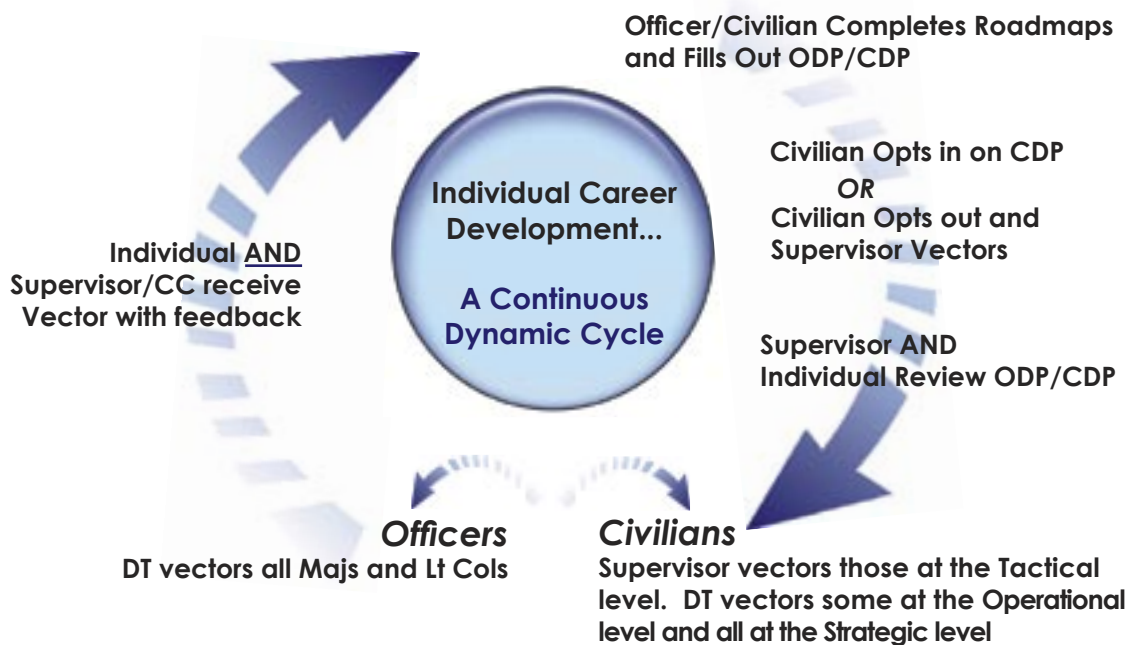 Officer/Civilian Completes Roadmaps
and Fills Out ODP/CDP
Civilian Opts in on CDP
OR
Civilian Opts out and
Supervisor Vectors
Supervisor AND
Individual Review ODP/CDP
Individual Career
Development...
A Continuous
Dynamic Cycle
Individual AND
Supervisor/CC receive
Vector with feedback
Officers
DT vectors all Majs and Lt Cols
Civilians
Supervisor vectors those at the Tactical
level.  DT vectors some at the Operational
level and all at the Strategic level